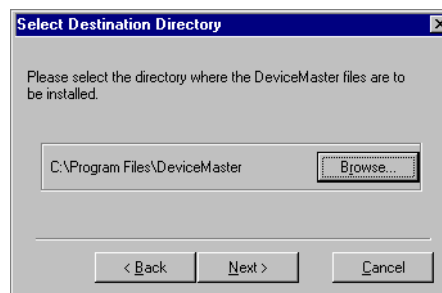 Select Destination Directory
Please select the directory where the DeviceMaster files are to
be installed.
C:\Program Files\DeviceMaster
Browse...
< Back
Next >
Cancel